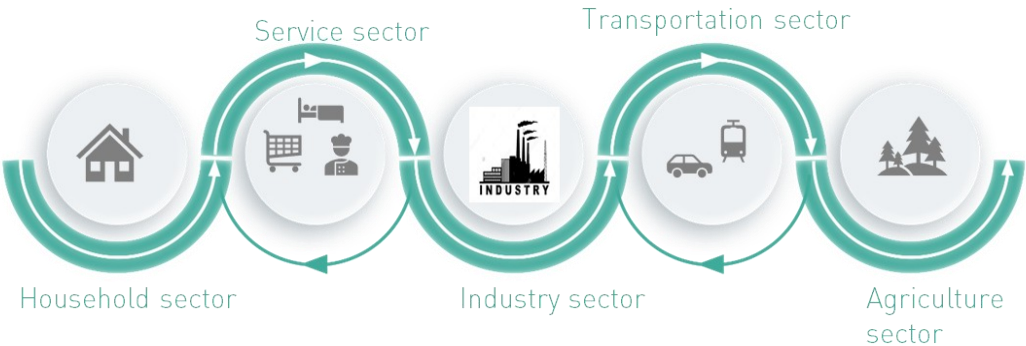 Service sector
Transportation sector
INDUSTRY
Household sector
Industry sector
Agriculture
sector